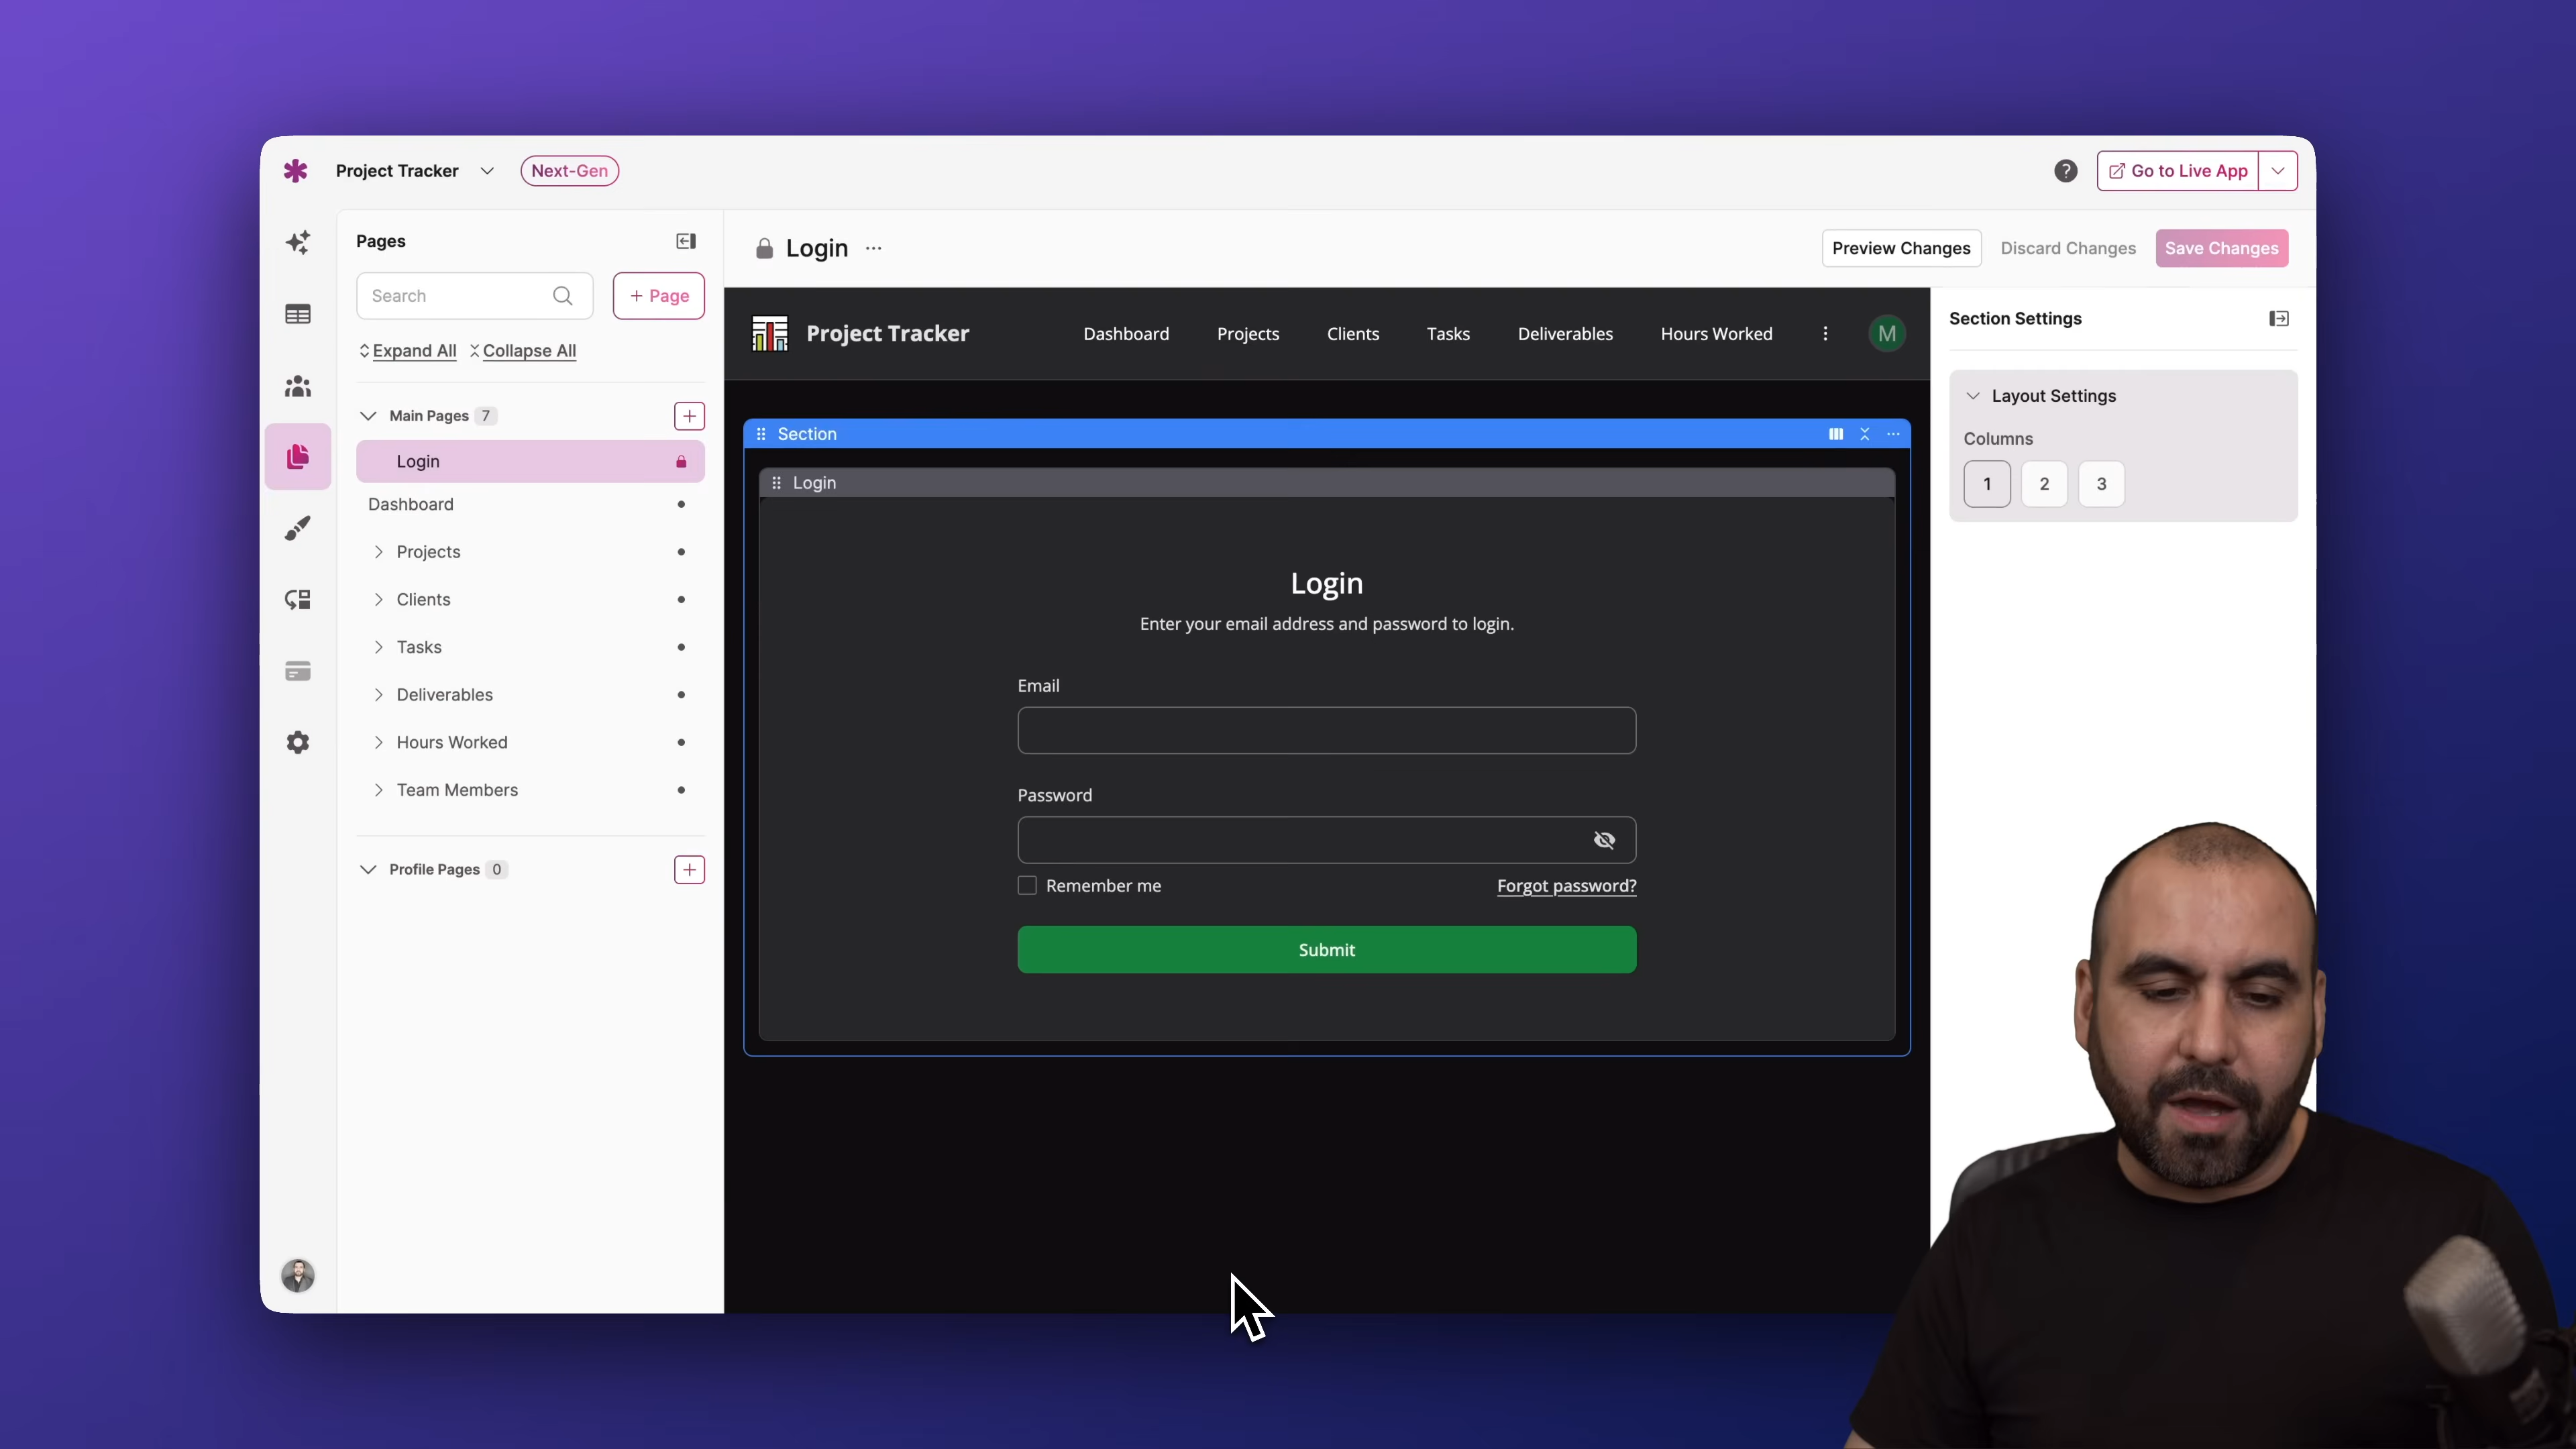 Project Tracker
Next-Gen
? Go to Live App
Pages
Search
+ Page
Expand All Collapse All
Main Pages 7
Login
Dashboard
Projects
Clients
Tasks
Deliverables
Hours Worked
Team Members
Profile Pages 0
Login ...
Preview Changes Discard Changes Save Changes
Project Tracker Dashboard Projects Clients Tasks Deliverables Hours Worked M
Section
Login
Login
Enter your email address and password to login.
Email
Password
Remember me Forgot password?
Submit
Section Settings
Layout Settings
Columns
1 2 3